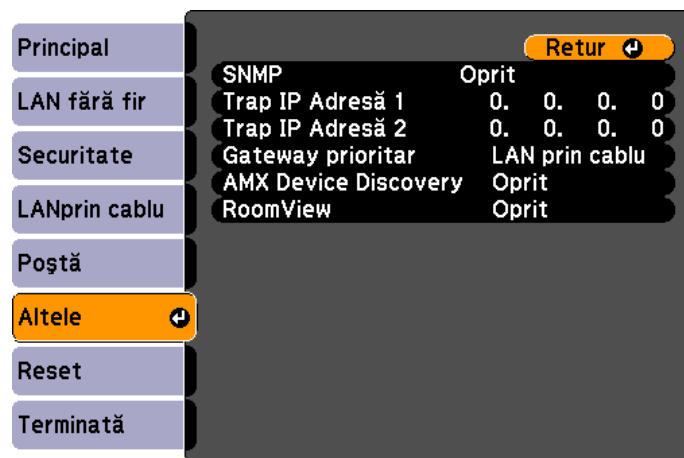 Principal
LAN fără fir
Securitate
LANprin cablu
Poştă
Altele
Reset
Terminată
Retur
SNMP Oprit
Trap IP Adresă 1 0. 0. 0. 0
Trap IP Adresă 2 0. 0. 0. 0
Gateway prioritar LAN prin cablu
AMX Device Discovery Oprit
RoomView Oprit